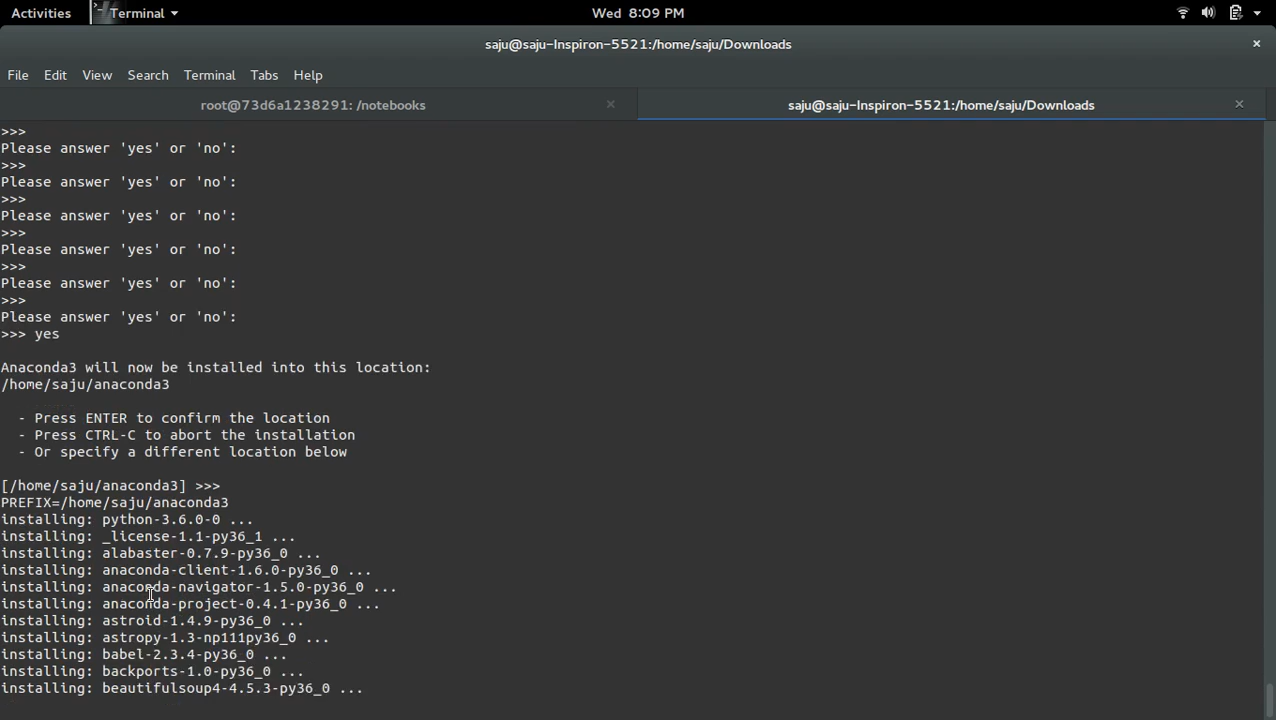 Activities
Terminal
Wed 8:09 PM
saju@saju-Inspiron-5521:/home/saju/Downloads
File Edit View Search Terminal Tabs Help
root@73d6a1238291: /notebooks
saju@saju-Inspiron-5521:/home/saju/Downloads
>>>
Please answer 'yes' or 'no':
>>>
Please answer 'yes' or 'no':
>>>
Please answer 'yes' or 'no':
>>>
Please answer 'yes' or 'no':
>>>
Please answer 'yes' or 'no':
>>>
Please answer 'yes' or 'no':
>>> yes
Anaconda3 will now be installed into this location:
/home/saju/anaconda3
- Press ENTER to confirm the location
- Press CTRL-C to abort the installation
- Or specify a different location below
[/home/saju/anaconda3] >>>
PREFIX=/home/saju/anaconda3
installing: python-3.6.0-0 ...
installing: _license-1.1-py36_1 ...
installing: alabaster-0.7.9-py36_0 ...
installing: anaconda-client-1.6.0-py36_0 ...
installing: anaconda-navigator-1.5.0-py36_0 ...
installing: anaconda-project-0.4.1-py36_0 ...
installing: astroid-1.4.9-py36_0 ...
installing: astropy-1.3-np111py36_0 ...
installing: babel-2.3.4-py36_0 ...
installing: backports-1.0-py36_0 ...
installing: beautifulsoup4-4.5.3-py36_0 ...